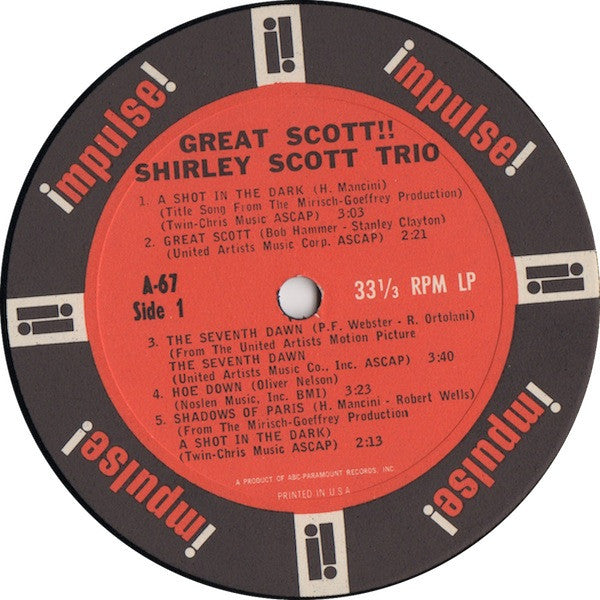 impulse!
impulse!
GREAT SCOTT!!
SHIRLEY SCOTT TRIO
1. A SHOT IN THE DARK (H. Mancini)
(Title Song From The Mirisch-Goeffrey Production)
(Twin-Chris Music ASCAP) 3:03
2. GREAT SCOTT (Bob Hammer - Stanley Clayton)
(United Artists Music Corp. ASCAP) 2:21
A-67
Side 1
33 1/3 RPM LP
3. THE SEVENTH DAWN (P.F. Webster - R. Ortolani)
(From The United Artists Motion Picture
THE SEVENTH DAWN
(United Artists Music Co., Inc. ASCAP) 3:40
4. HOE DOWN (Oliver Nelson)
(Noslen Music, Inc. BMI) 3:23
5. SHADOWS OF PARIS (H. Mancini - Robert Wells)
(From The Mirisch-Goeffrey Production
A SHOT IN THE DARK)
(Twin-Chris Music ASCAP) 2:13
A PRODUCT OF ABC-PARAMOUNT RECORDS, INC.
PRINTED IN U.S.A
impulse!
impulse!